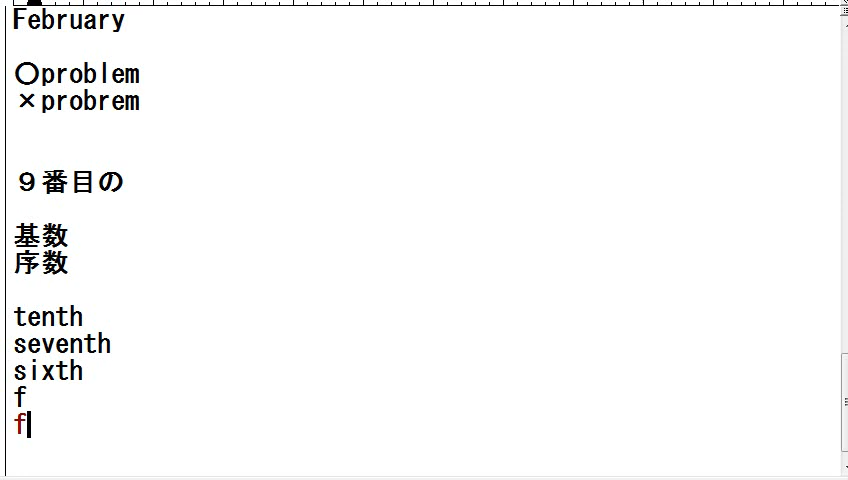 February
〇problem
×probrem
９番目の
基数
序数
tenth
seventh
sixth
f
f